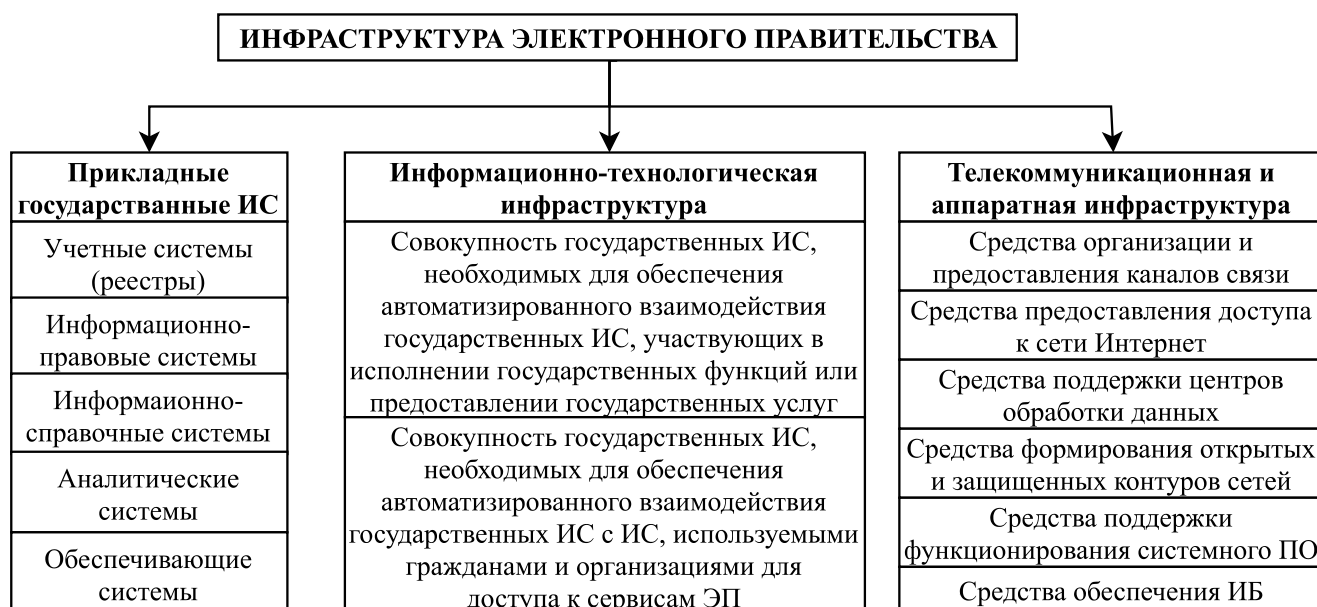 ИНФРАСТРУКТУРА ЭЛЕКТРОННОГО ПРАВИТЕЛЬСТВА
Прикладные
государстванные ИС
Учетные системы
(реестры)
Информационно-
правовые системы
Информаионно-
справочные системы
Аналитические
системы
Обеспечивающие
системы
Информационно-технологическая
инфраструктура
Совокупность государственных ИС,
необходимых для обеспечения
автоматизированного взаимодействия
государственных ИС, участвующих в
исполнении государственных функций или
предоставлении государственных услуг
Совокупность государственных ИС,
необходимых для обеспечения
автоматизированного взаимодействия
государственных ИС с ИС, используемыми
гражданами и организациями для
доступа к сервисам ЭП
Телекоммуникационная и
аппаратная инфраструктура
Средства организации и
предоставления каналов связи
Средства предоставления доступа
к сети Интернет
Средства поддержки центров
обработки данных
Средства формирования открытых
и защищенных контуров сетей
Средства поддержки
функционирования системного ПО
Средства обеспечения ИБ